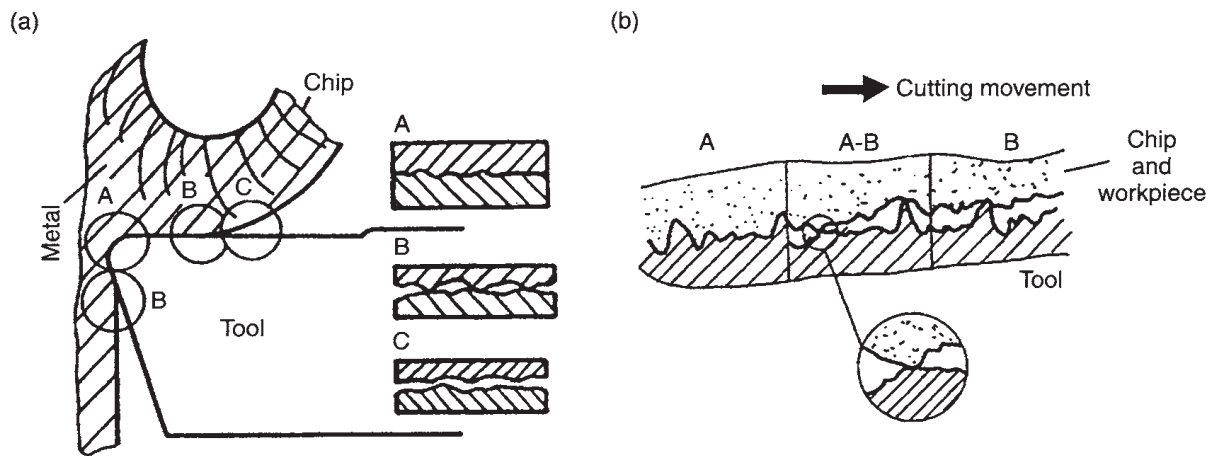 (a)
Chip
Metal
A
B
C
B
Tool
A
B
C
(b)
Cutting movement
A
A-B
B
Chip
and
workpiece
Tool